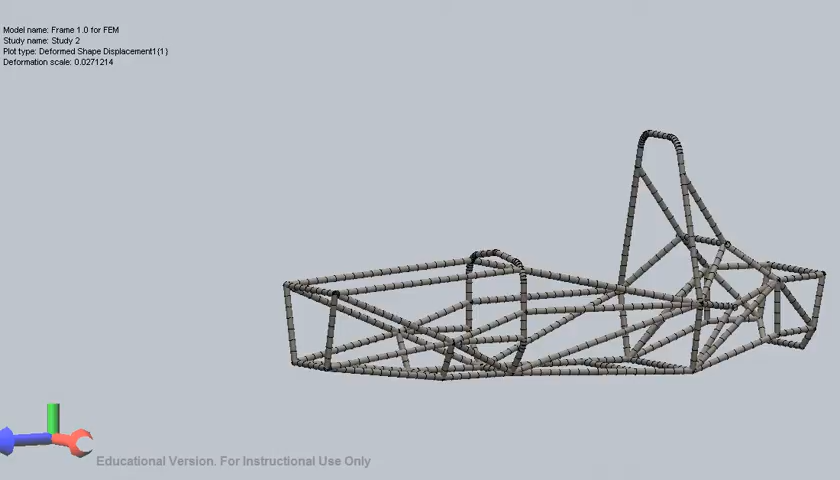 Model name: Frame 1.0 for FEM
Study name: Study 2
Plot type: Deformed Shape Displacement1{1}
Deformation scale: 0.0271214
Educational Version. For Instructional Use Only